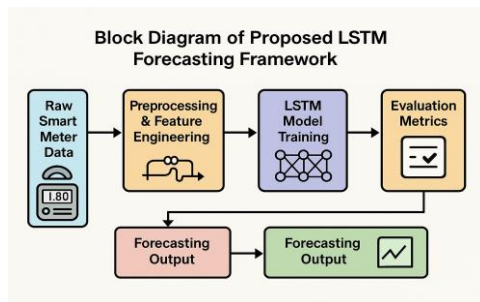 Block Diagram of Proposed LSTM
Forecasting Framework
Raw
Smart
Meter
Data
1.80
Preprocessing
& Feature
Engineering
LSTM
Model
Training
Evaluation
Metrics
Forecasting
Output
Forecasting
Output